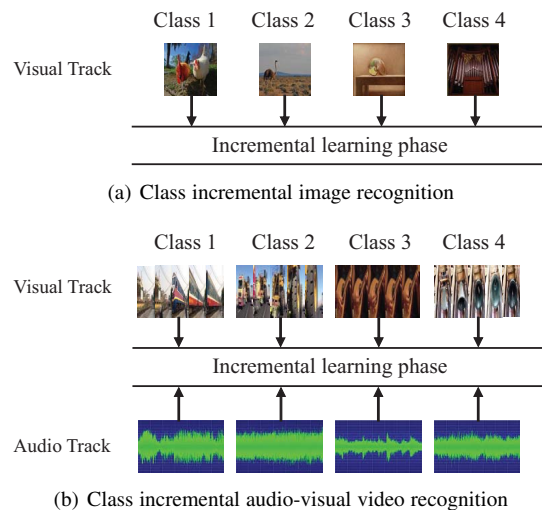 Class 1 Class 2 Class 3 Class 4
Visual Track
Incremental learning phase
(a) Class incremental image recognition
Class 1 Class 2 Class 3 Class 4
Visual Track
Incremental learning phase
Audio Track
(b) Class incremental audio-visual video recognition